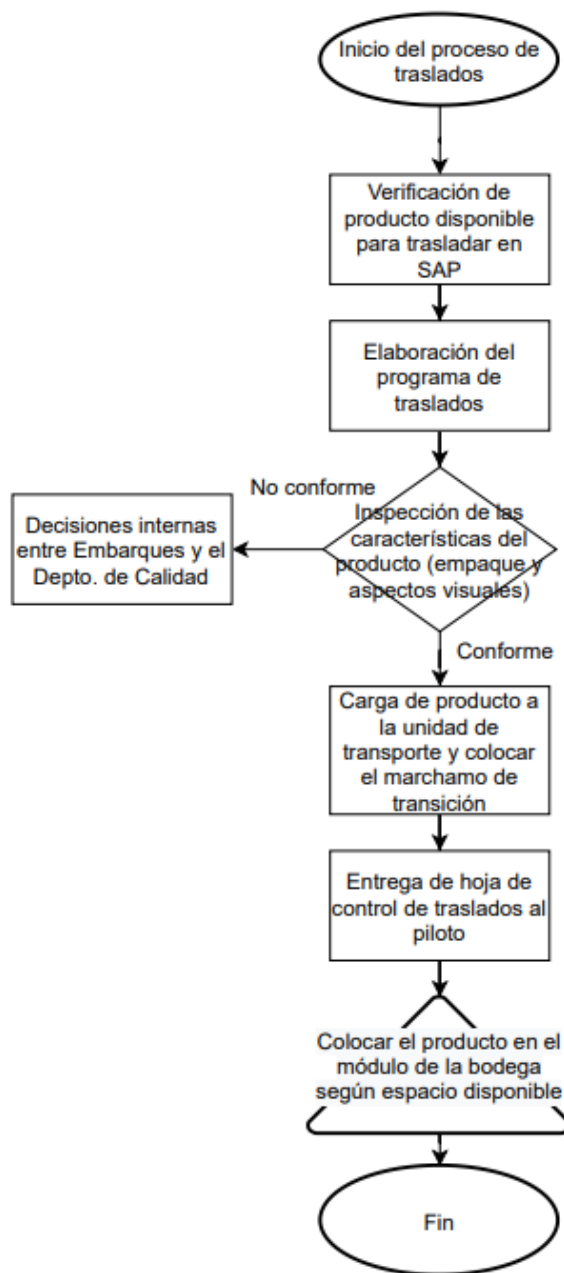 Inicio del proceso de
traslados
Verificación de
producto disponible
para trasladar en
SAP
Elaboración del
programa de
traslados
No conforme
Inspección de las
características del
producto (empaque y
aspectos visuales)
Decisiones internas
entre Embarques y el
Depto. de Calidad
Conforme
Carga de producto a
la unidad de
transporte y colocar
el marchamo de
transición
Entrega de hoja de
control de traslados al
piloto
Colocar el producto en el
módulo de la bodega
según espacio disponible
Fin